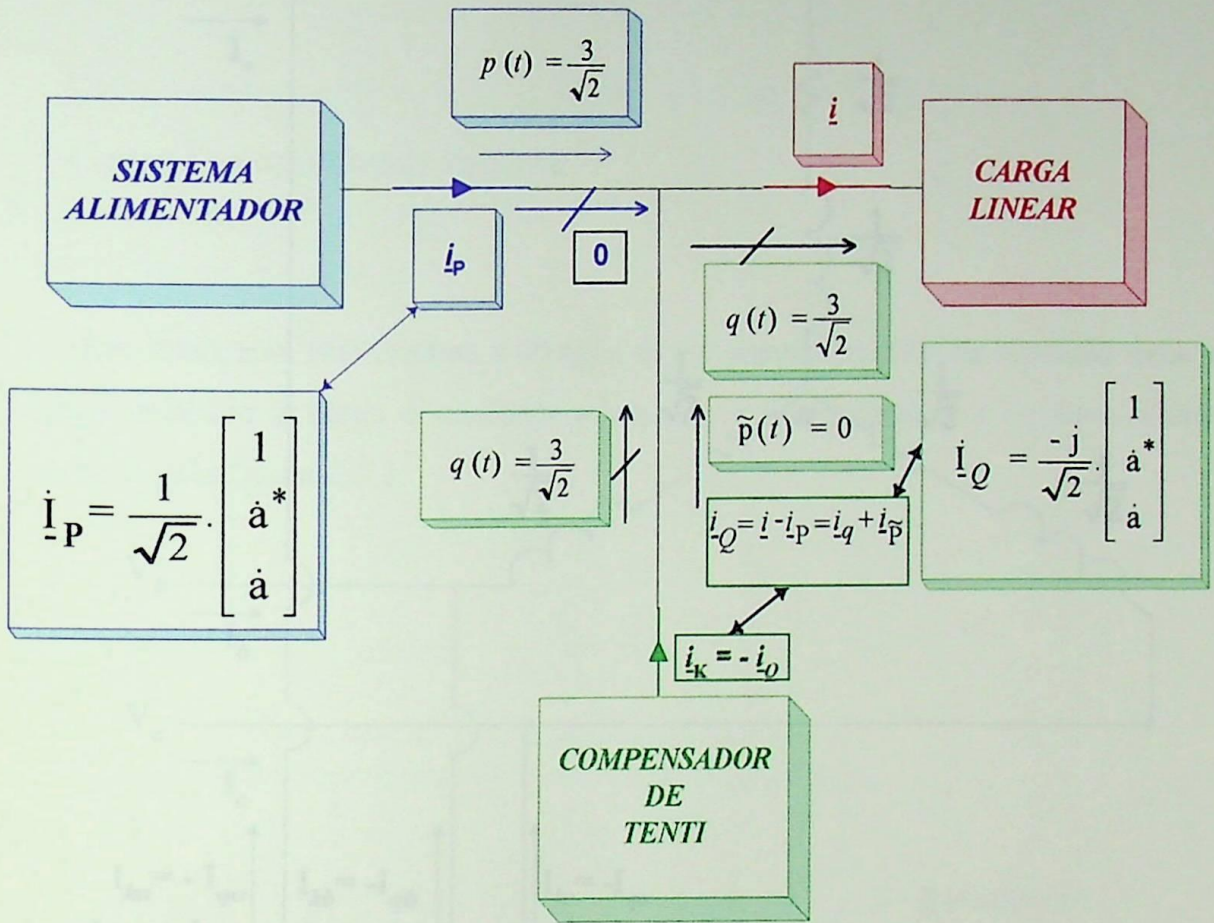 p (t) = 3/√2
SISTEMA
ALIMENTADOR
i
CARGA
LINEAR
i_P
0
q (t) = 3/√2
İ_P = 1/√2 . [ 1 ȧ* ȧ ]
q (t) = 3/√2
p̃(t) = 0
İ_Q = -j/√2 . [ 1 ȧ* ȧ ]
i_Q = i - i_P = i_q + i_p̃
i_K = - i_Q
COMPENSADOR
DE
TENTI